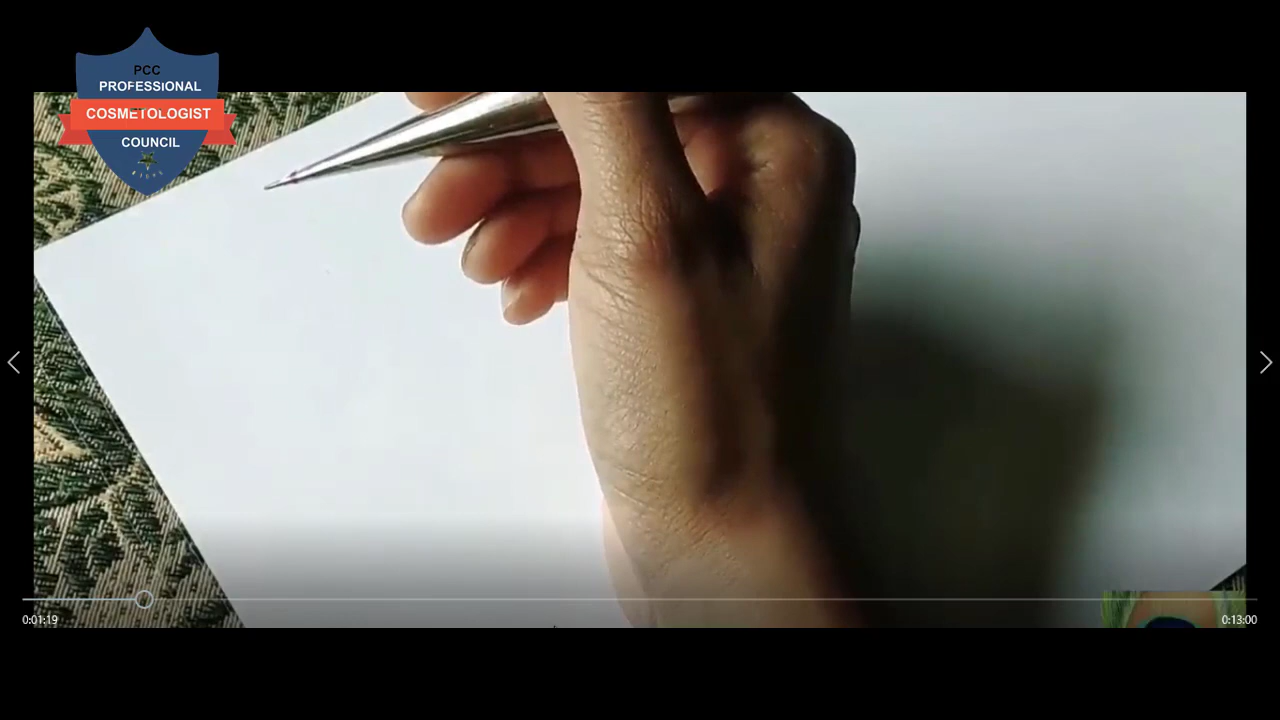 PCC
PROFESSIONAL
COSMETOLOGIST
COUNCIL
0:01:19
0:13:00